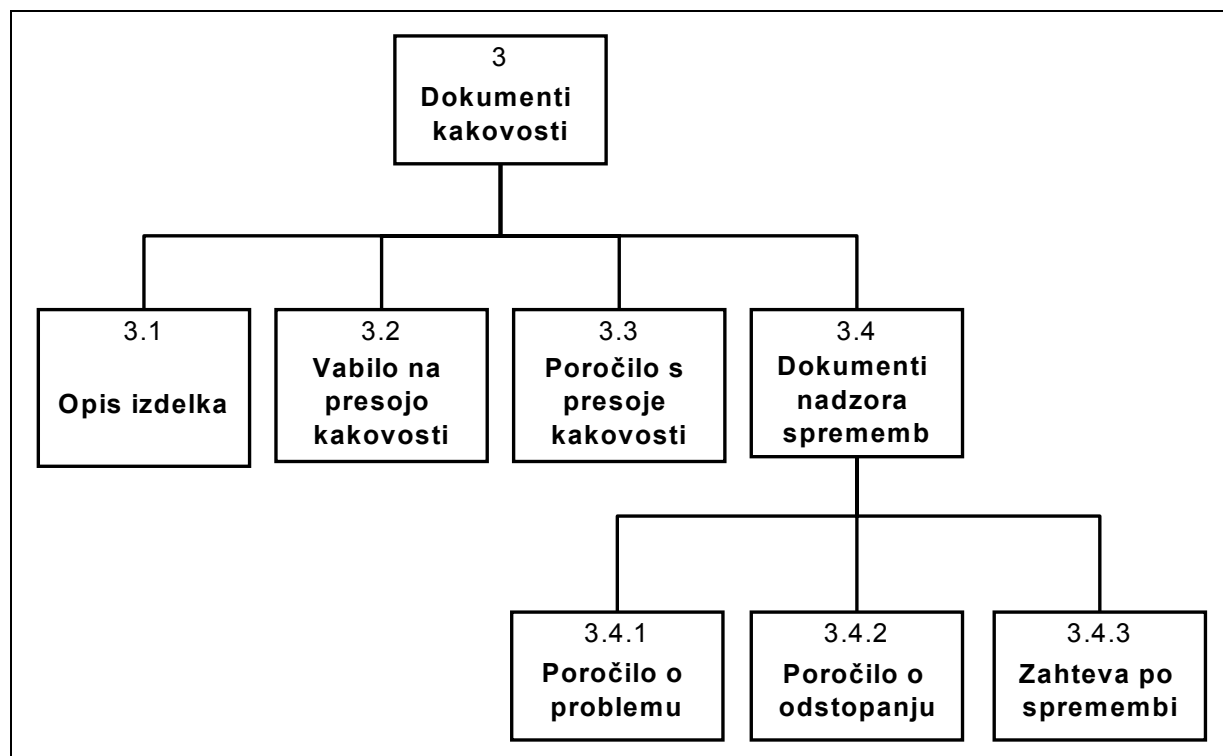 3
Dokumenti
kakovosti
3.1
Opis izdelka
3.2
Vabilo na
presojo
kakovosti
3.3
Poročilo s
presoje
kakovosti
3.4
Dokumenti
nadzora
sprememb
3.4.1
Poročilo o
problemu
3.4.2
Poročilo o
odstopanju
3.4.3
Zahteva po
spremembi